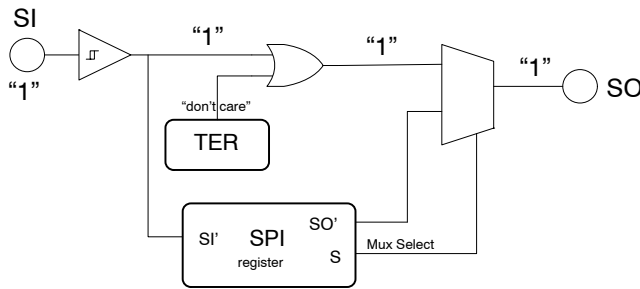 SI
“1”
“1”
“1”
“1”
SO
“don’t care”
TER
SI’
SPI
register
SO’
S
Mux Select